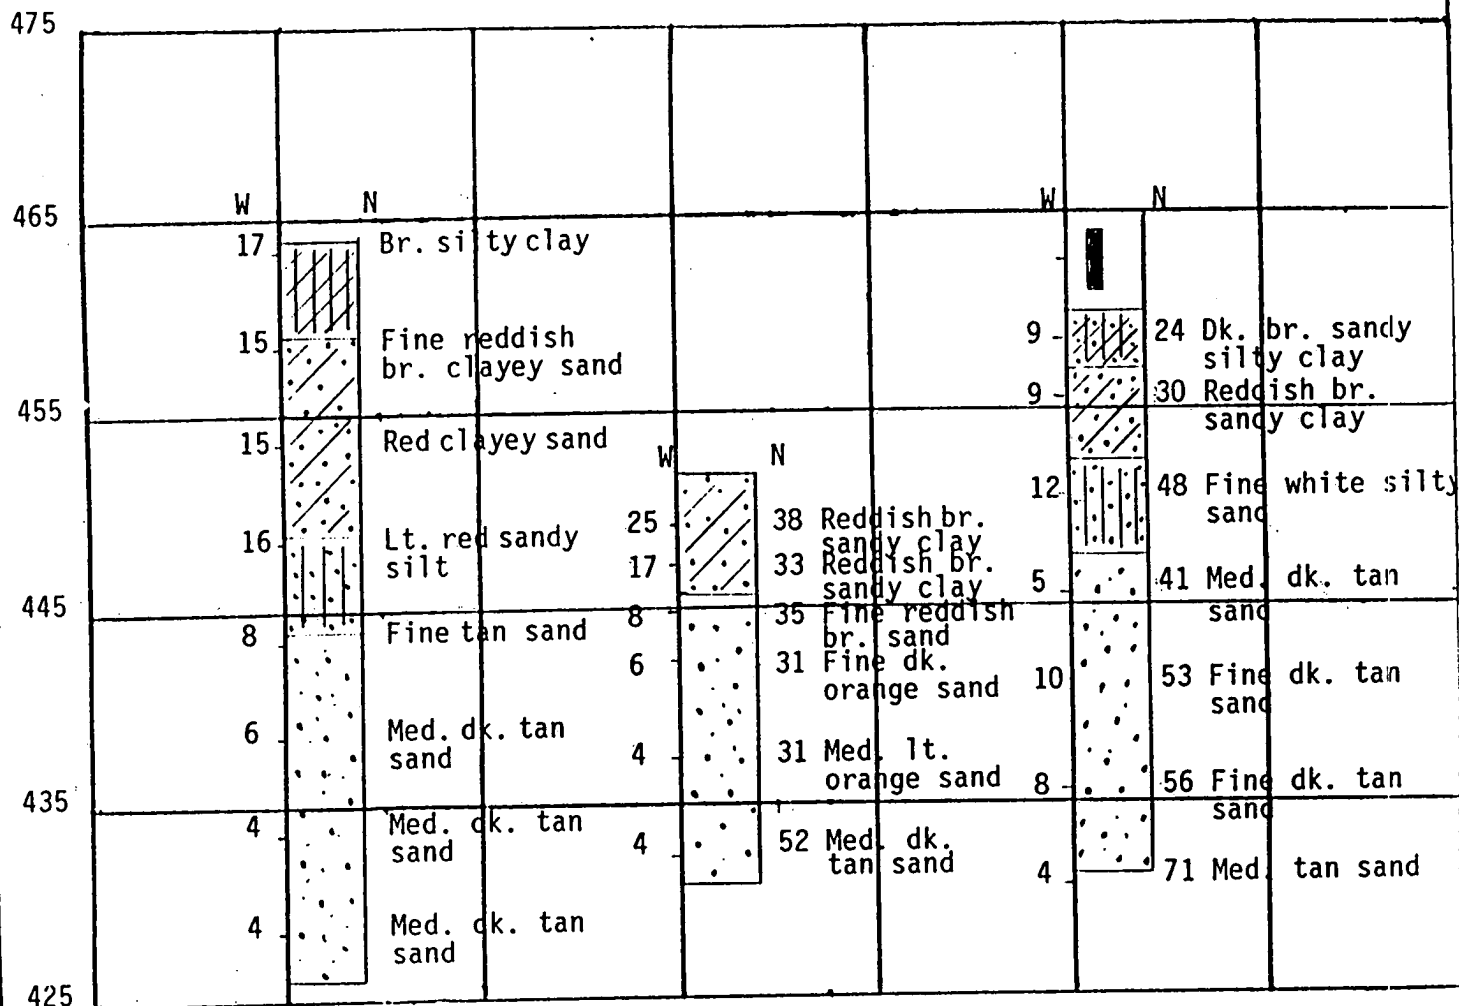 475
465
455
445
435
425
W N
17 Br. silty clay
15 Fine reddish
br. clayey sand
15 Red clayey sand
16 Lt. red sandy
silt
8 Fine tan sand
6 Med. dk. tan
sand
4 Med. dk. tan
sand
4 Med. dk. tan
sand
W N
25 38 Reddish br.
sandy clay
17 33 Reddish br.
sandy clay
8 35 Fine reddish
br. sand
6 31 Fine dk.
orange sand
4 31 Med. lt.
orange sand
4 52 Med. dk.
tan sand
W N
9 24 Dk. br. sandy
silty clay
9 30 Reddish br.
sandy clay
12 48 Fine white silty
sand
5 41 Med. dk. tan
sand
10 53 Fine dk. tan
sand
8 56 Fine dk. tan
sand
4 71 Med. tan sand